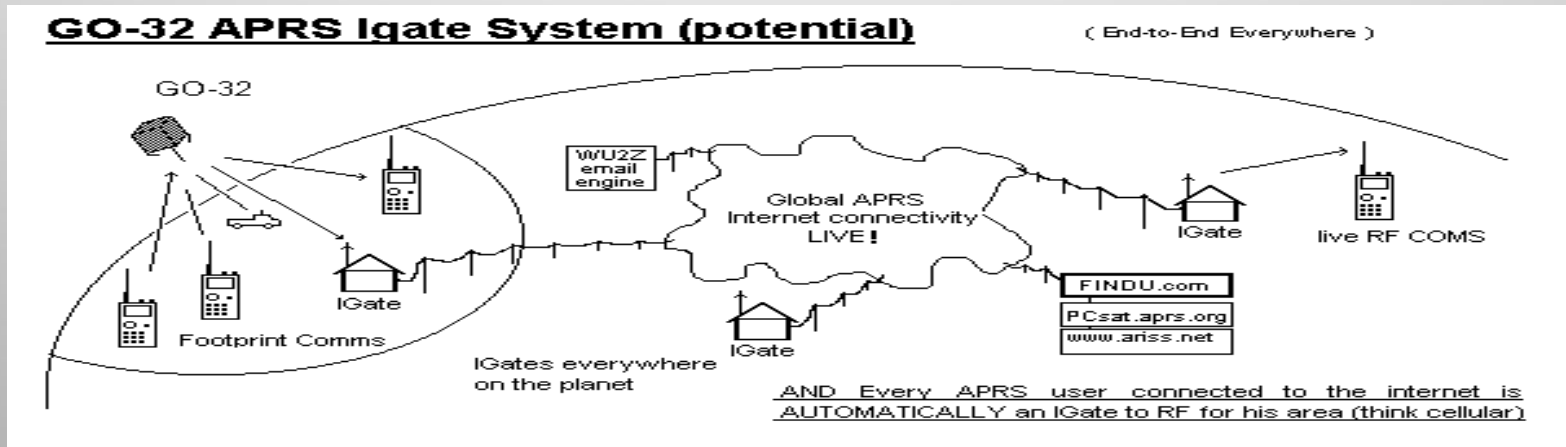 GO-32 APRS Igate System (potential)
( End-to-End Everywhere )
GO-32
WU2Z
email
engine
Global APRS
Internet connectivity
LIVE!
IGate
live RF COMS
IGate
Footprint Comms
IGate
IGates everywhere
on the planet
FINDU.com
PCsat.aprs.org
www.ariss.net
AND Every APRS user connected to the internet is
AUTOMATICALLY an IGate to RF for his area (think cellular)